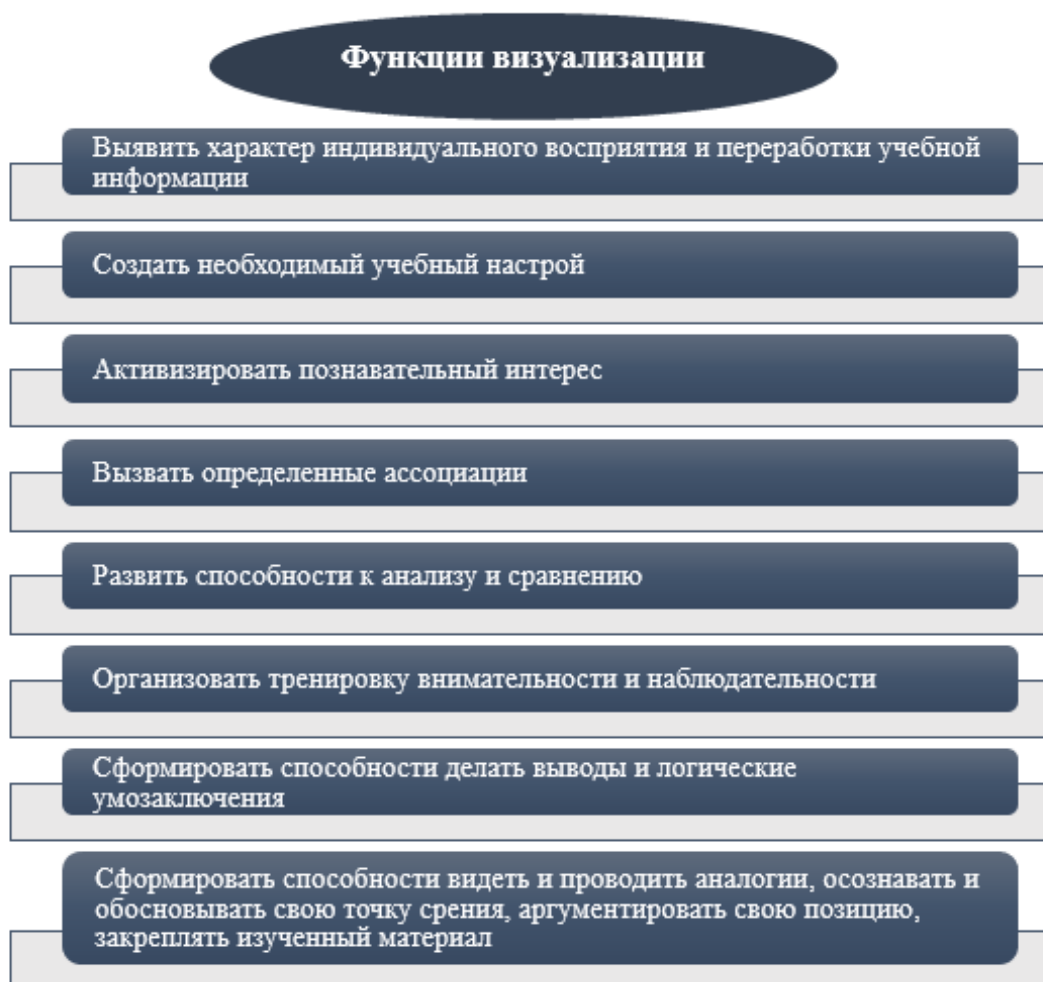 Функции визуализации
Выявить характер индивидуального восприятия и переработки учебной
информации
Создать необходимый учебный настрой
Активизировать познавательный интерес
Вызвать определенные ассоциации
Развить способности к анализу и сравнению
Организовать тренировку внимательности и наблюдательности
Сформировать способности делать выводы и логические
умозаключения
Сформировать способности видеть и проводить аналогии, осознавать и
обосновывать свою точку срения, аргументировать свою позицию,
закреплять изученный материал